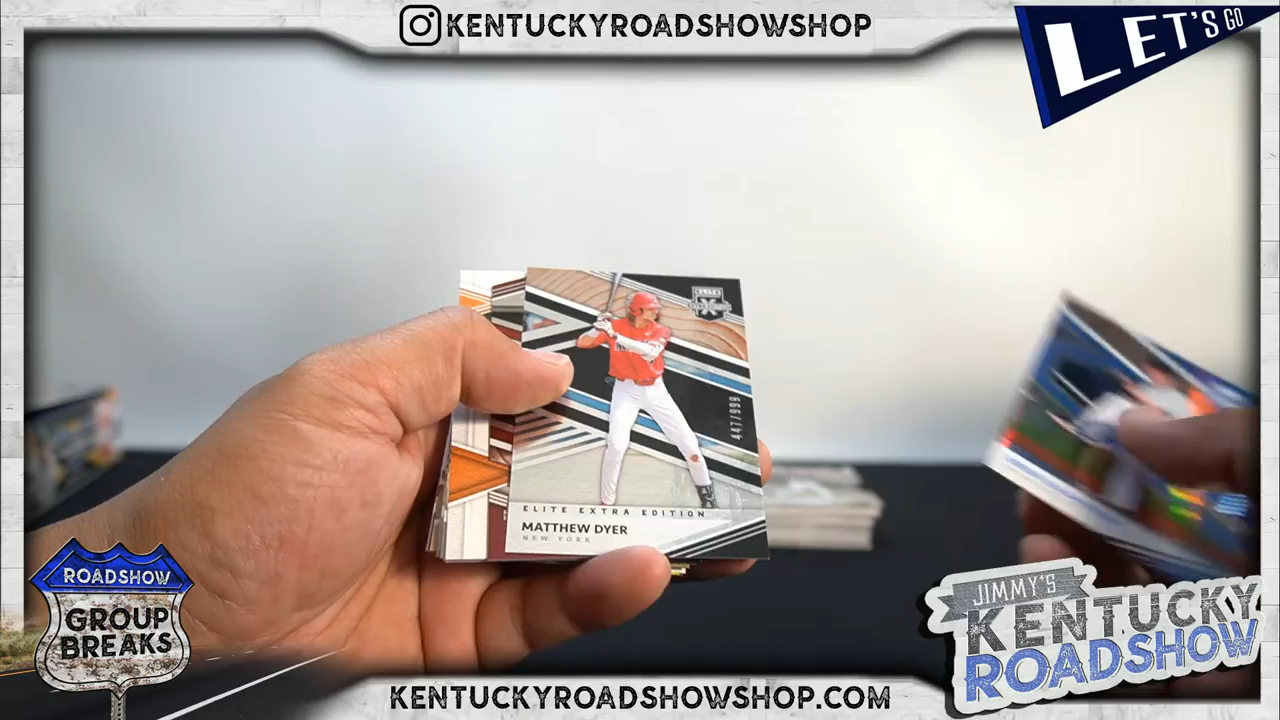 KENTUCKYROADSHOWSHOP
LET'S GO
ELITE
X
447/999
ELITE EXTRA EDITION
MATTHEW DYER
NEW YORK
ROADSHOW
GROUP
BREAKS
JIMMY'S
KENTUCKY
ROADSHOW
KENTUCKYROADSHOWSHOP.COM